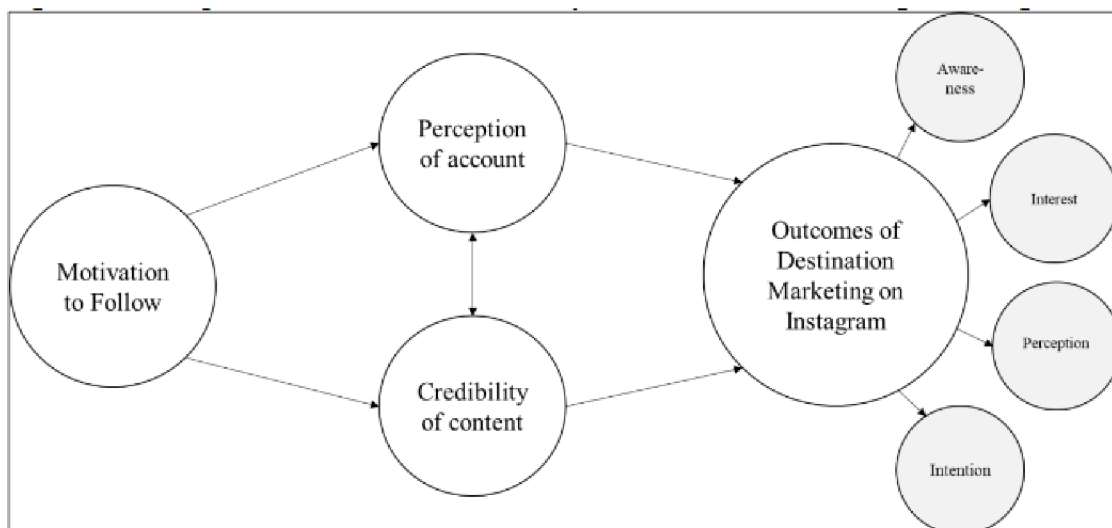 Motivation
to Follow
Perception
of account
Credibility
of content
Outcomes of
Destination
Marketing on
Instagram
Aware-
ness
Interest
Perception
Intention